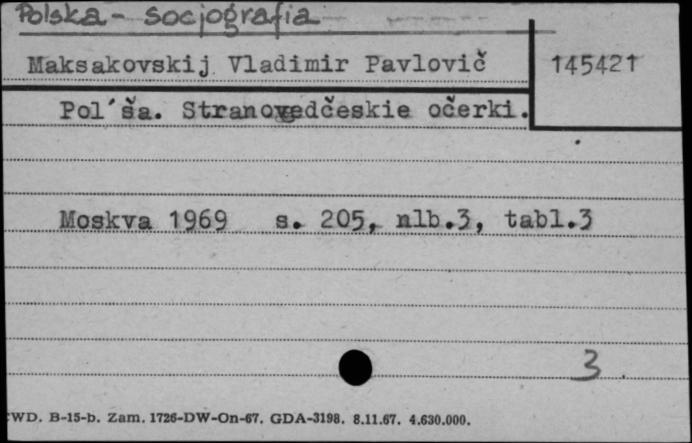 Polska - socjografia
Maksakovskij Vladimir Pavlovič
145421
Pol'ša. Stranovedčeskie očerki.
Moskva 1969 s. 205, nlb.3, tabl.3
3
WD. B-15-b. Zam. 1726-DW-On-67. GDA-3198. 8.11.67. 4.630.000.